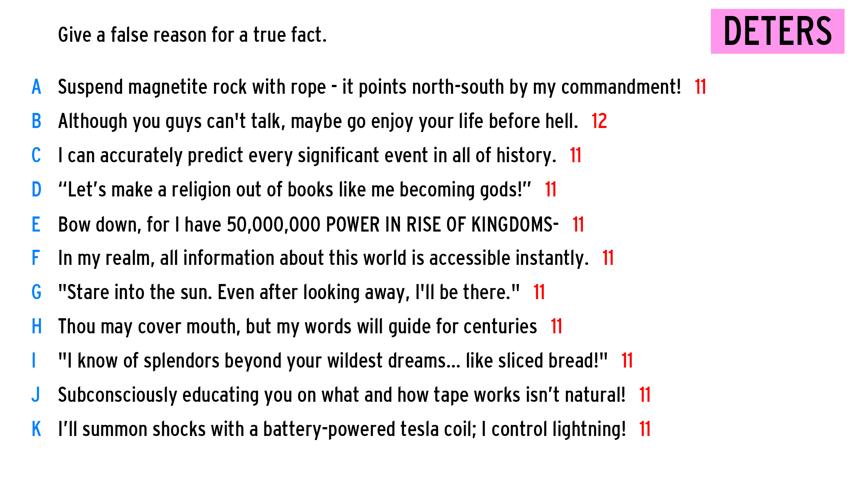 Give a false reason for a true fact.
DETERS
A Suspend magnetite rock with rope - it points north-south by my commandment! 11
B Although you guys can't talk, maybe go enjoy your life before hell. 12
C I can accurately predict every significant event in all of history. 11
D “Let’s make a religion out of books like me becoming gods!” 11
E Bow down, for I have 50,000,000 POWER IN RISE OF KINGDOMS- 11
F In my realm, all information about this world is accessible instantly. 11
G "Stare into the sun. Even after looking away, I'll be there." 11
H Thou may cover mouth, but my words will guide for centuries 11
I "I know of splendors beyond your wildest dreams... like sliced bread!" 11
J Subconsciously educating you on what and how tape works isn’t natural! 11
K I’ll summon shocks with a battery-powered tesla coil; I control lightning! 11